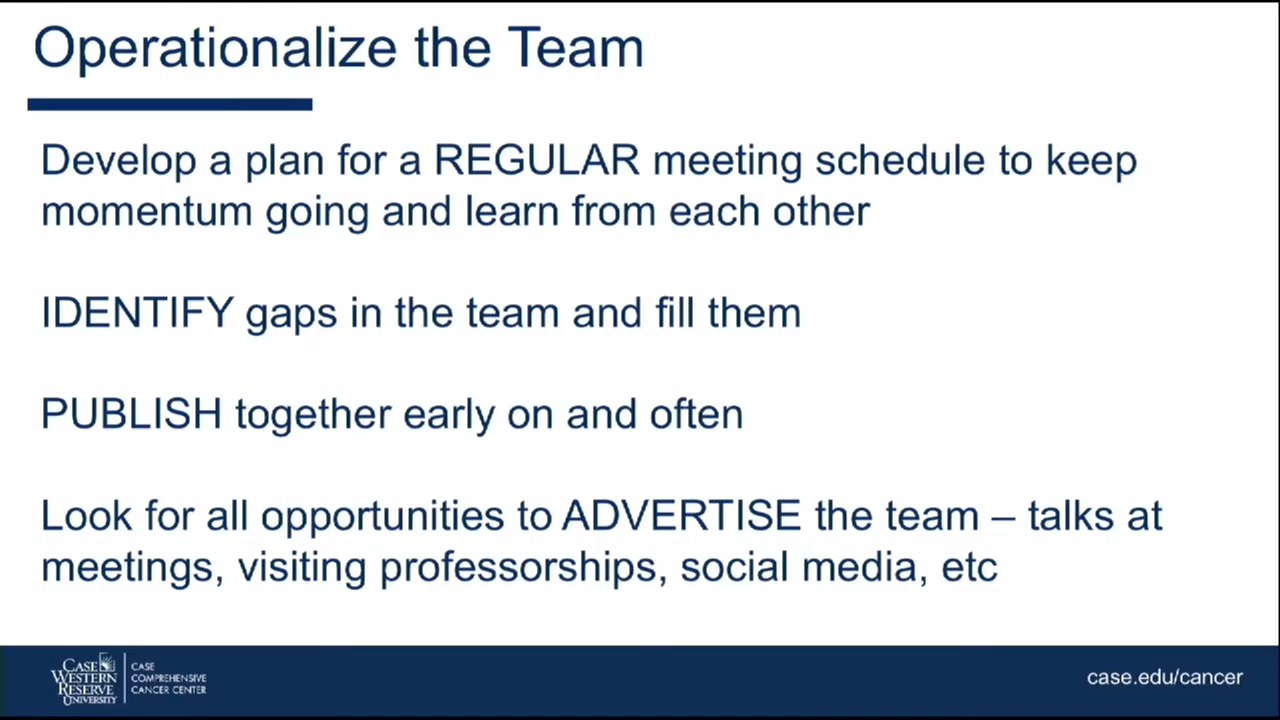 Operationalize the Team
Develop a plan for a REGULAR meeting schedule to keep
momentum going and learn from each other
IDENTIFY gaps in the team and fill them
PUBLISH together early on and often
Look for all opportunities to ADVERTISE the team – talks at
meetings, visiting professorships, social media, etc
CASE
WESTERN
RESERVE
UNIVERSITY
CASE
COMPREHENSIVE
CANCER CENTER
case.edu/cancer